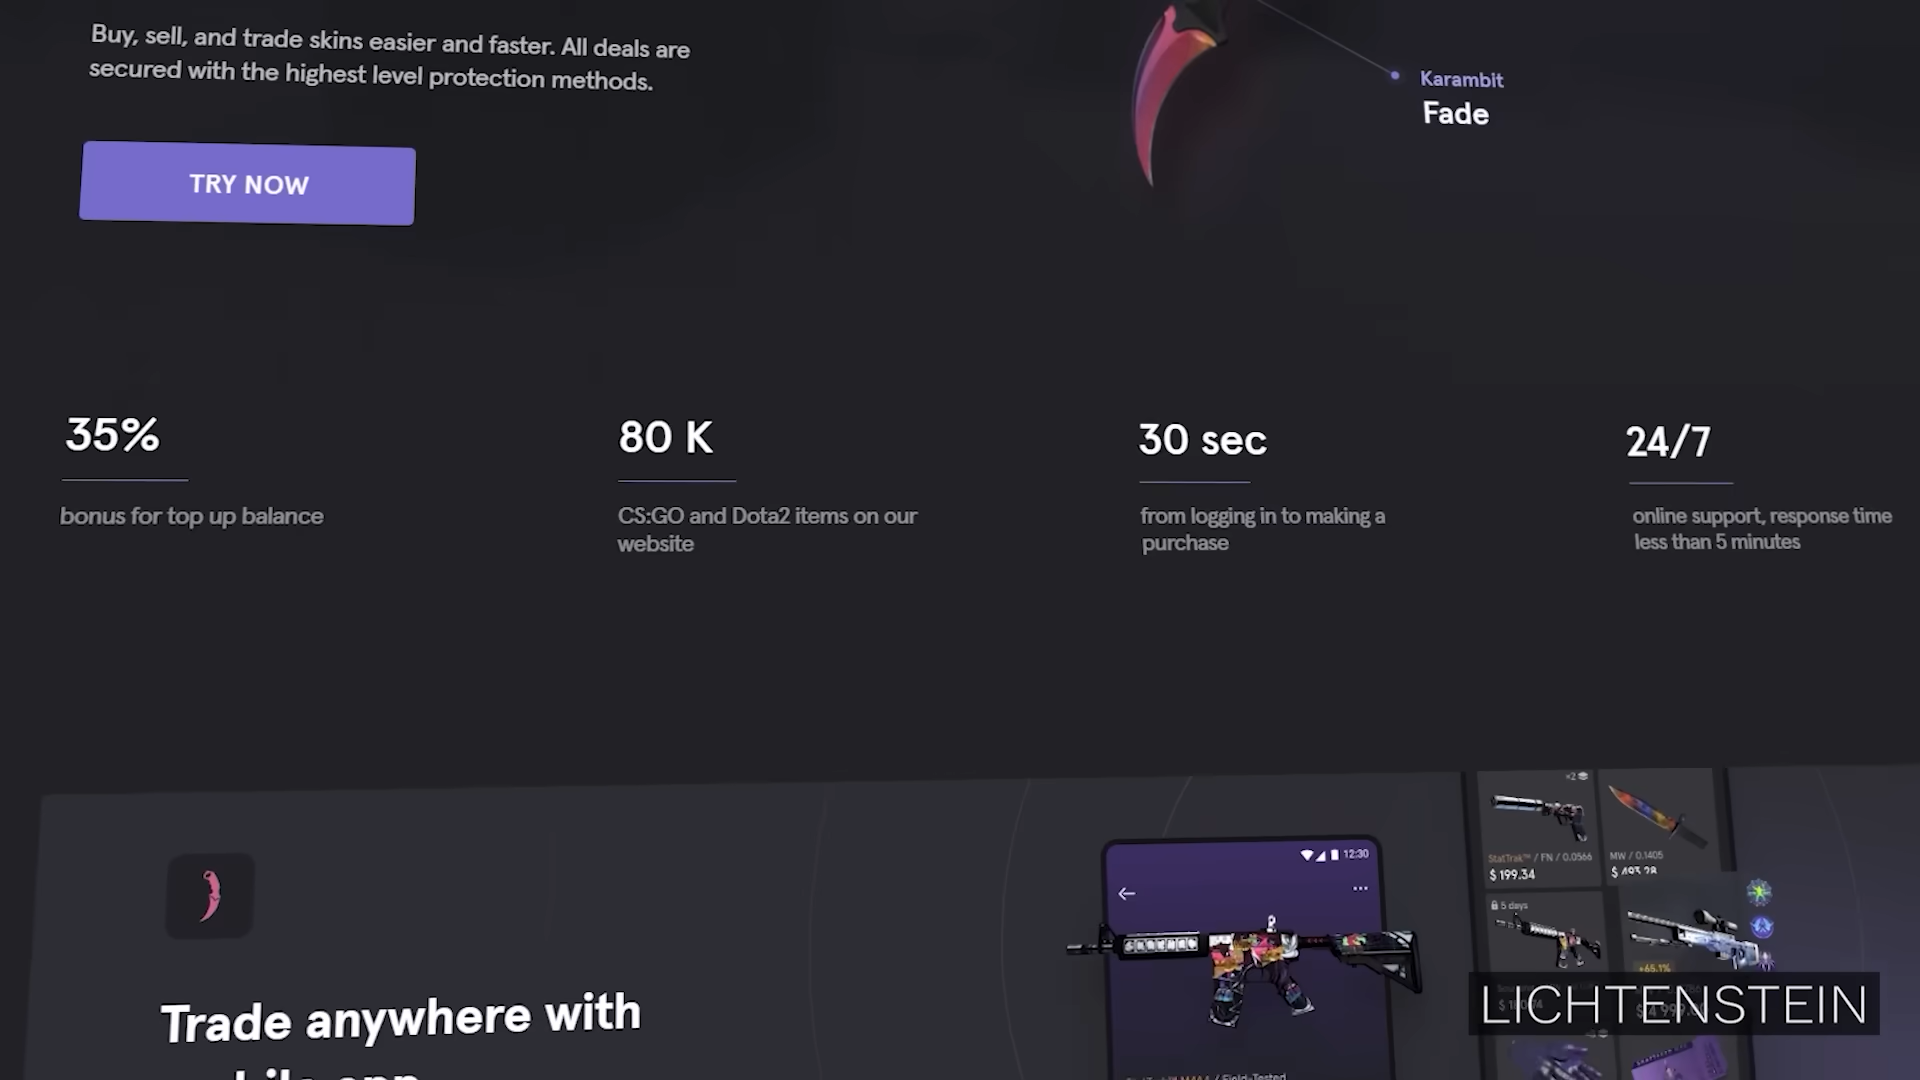 Buy, sell, and trade skins easier and faster. All deals are
secured with the highest level protection methods.
TRY NOW
Karambit
Fade
35%
bonus for top up balance
80 K
CS:GO and Dota2 items on our
website
30 sec
from logging in to making a
purchase
24/7
online support, response time
less than 5 minutes
Trade anywhere with
12:30
×2
StatTrak™ / FN / 0.0566
$ 199.34
MW / 0.1405
5 days
+65.1%
LICHTENSTEIN